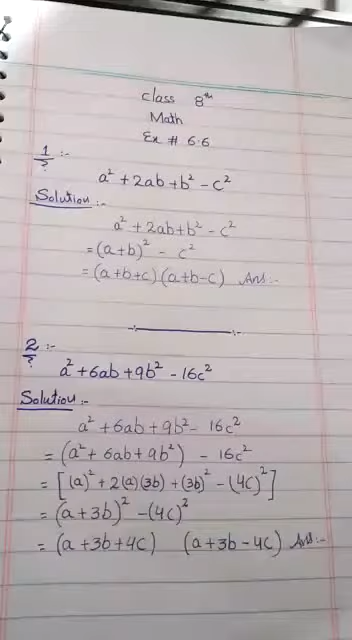 class 8th
Math
Ex # 6.6
1/? :-
a² + 2ab + b² - c²
Solution :-
a² + 2ab + b² - c²
= (a+b)² - c²
= (a+b+c) (a+b-c) Ans :-
2/? :-
a² + 6ab + 9b² - 16c²
Solution :-
a² + 6ab + 9b² - 16c²
= (a² + 6ab + 9b²) - 16c²
= [(a)² + 2(a)(3b) + (3b)² - (4c)²]
= (a+3b)² - (4c)²
= (a+3b+4c) (a+3b-4c) Ans :-